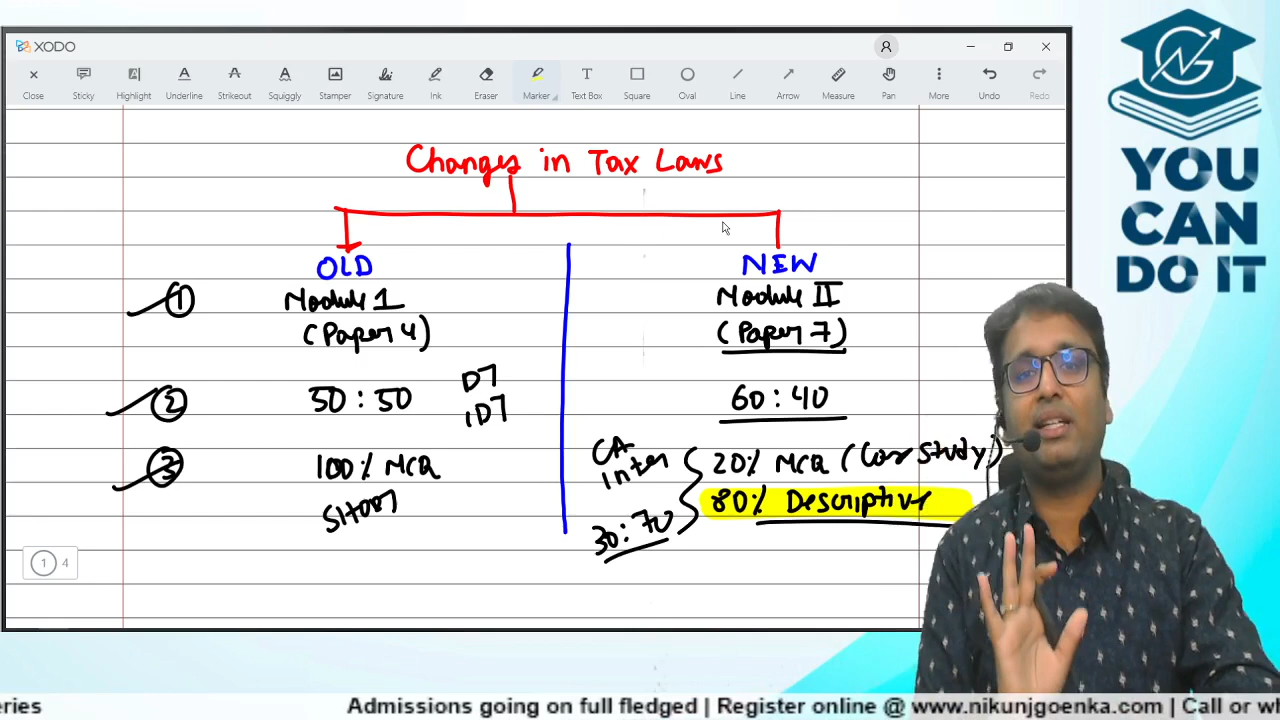 XODO
Close
Sticky
Highlight
Underline
Strikeout
Squiggly
Stamper
Signature
Ink
Eraser
Marker
Text Box
Square
Oval
Line
Arrow
Measure
Pan
More
Undo
Redo
Changes in Tax Laws
OLD
NEW
1
Module 1
(Paper 4)
Module II
(Paper 7)
2
50 : 50
DT
IDT
60 : 40
3
100% MCQ
SHORT
CA
Inter
30 : 70
20% MCQ (Case Study)
80% Descriptive
1 4
YOU
CAN
DO IT
eries
Admissions going on full fledged | Register online @ www.nikunjgoenka.com | Call or w